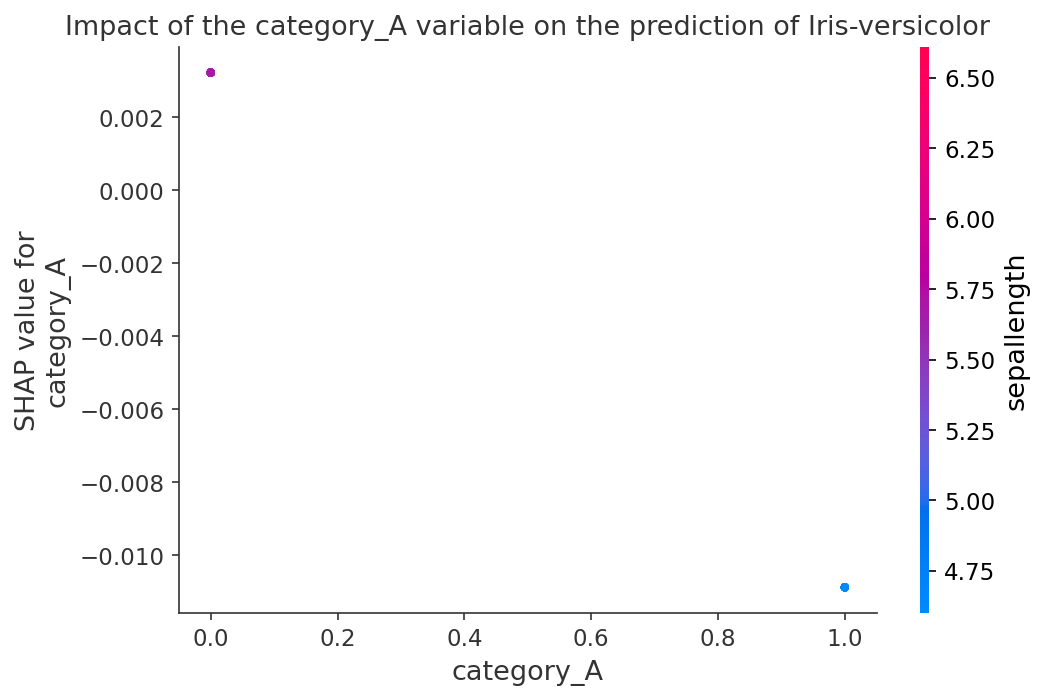 Impact of the category_A variable on the prediction of Iris-versicolor
SHAP value for
category_A
0.002
0.000
−0.002
−0.004
−0.006
−0.008
−0.010
0.0 0.2 0.4 0.6 0.8 1.0
category_A
6.50
6.25
6.00
5.75
5.50
5.25
5.00
4.75
sepallength